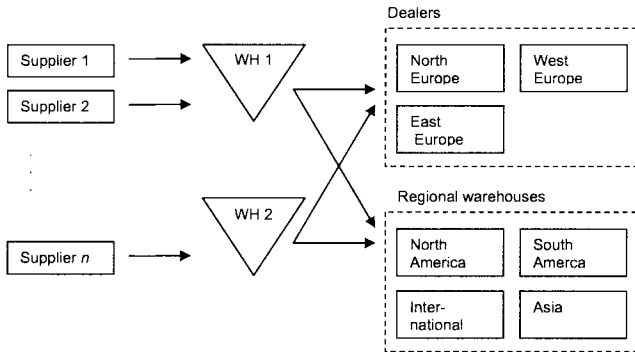 Dealers
Supplier 1
WH 1
North
Europe
West
Europe
Supplier 2
East
Europe
Regional warehouses
WH 2
Supplier n
North
America
South
Amerca
Inter-
national
Asia